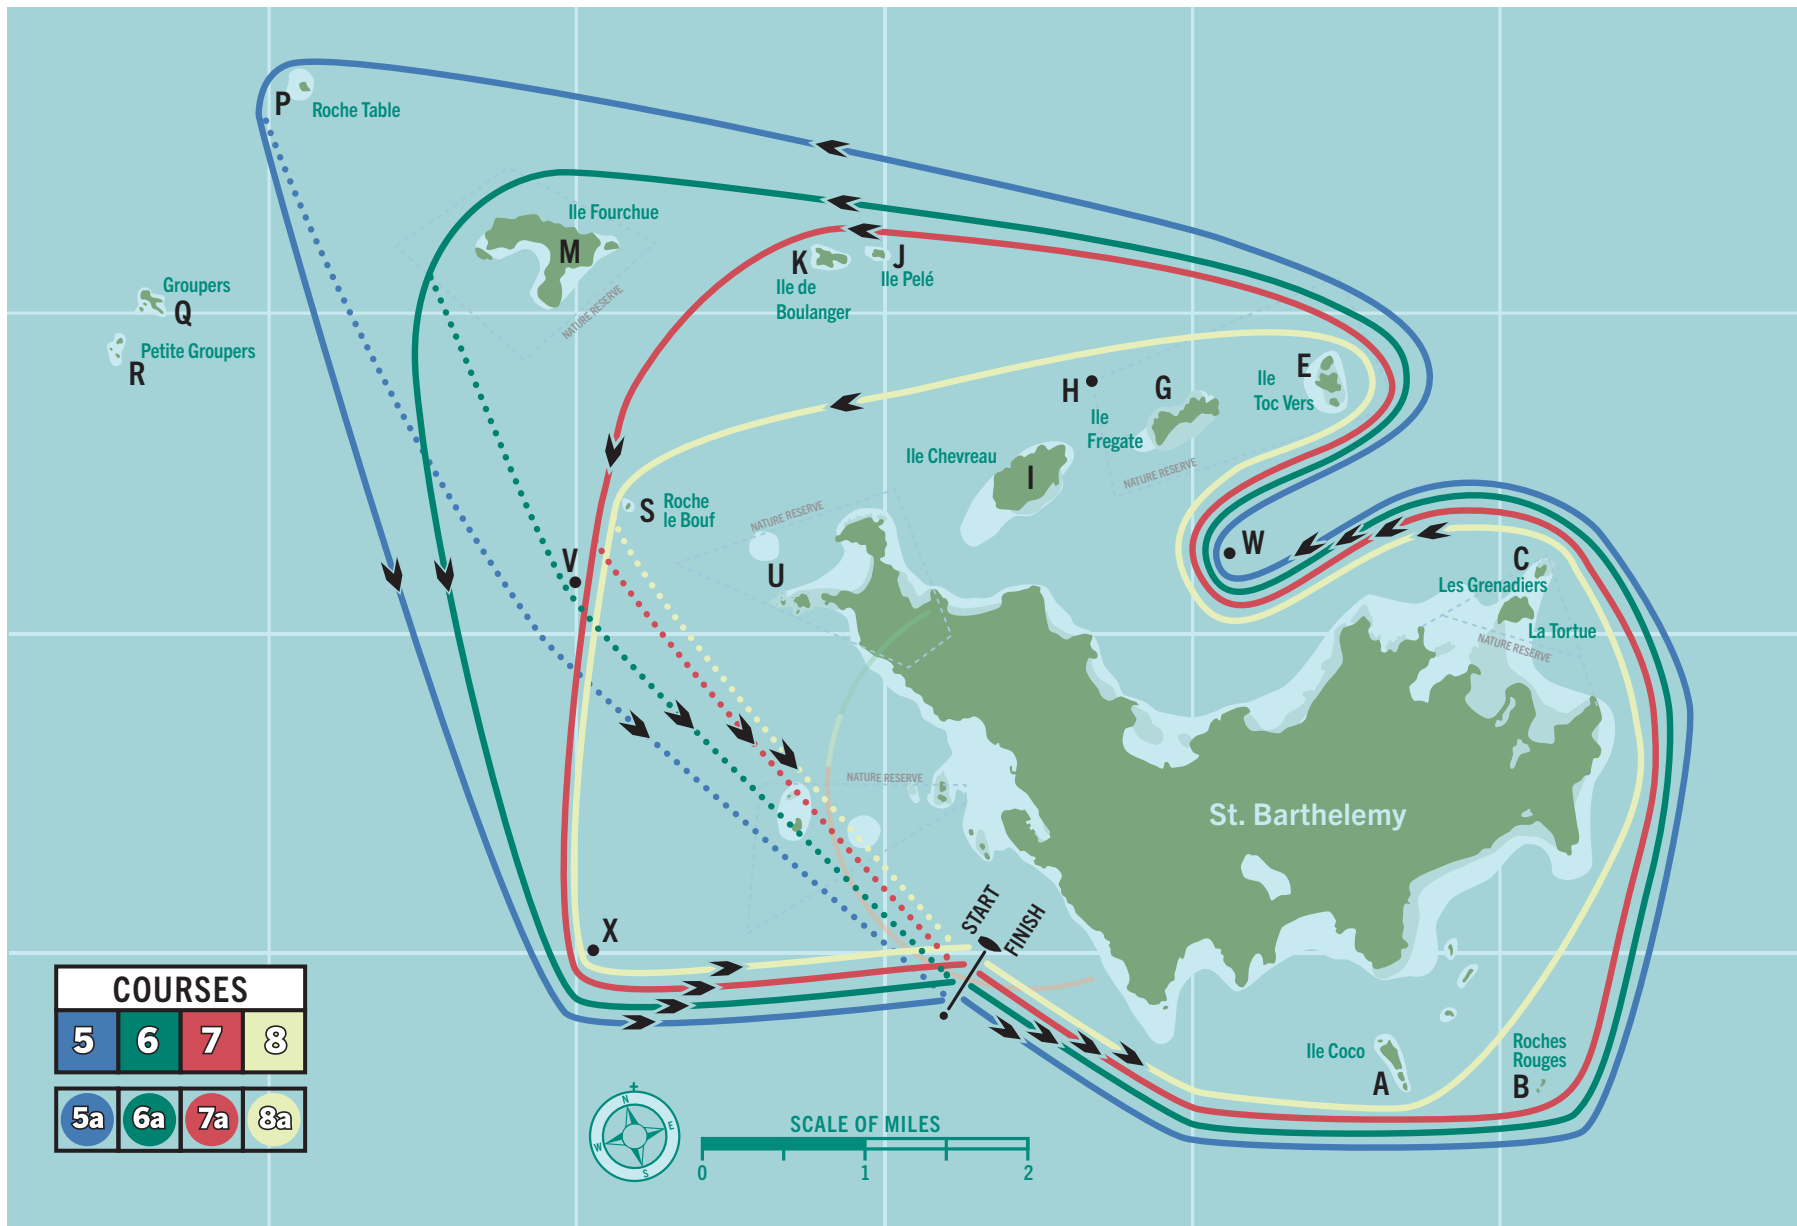 P
Roche Table
Ile Fourchue
M
NATURE RESERVE
K
J
Ile Pelé
Ile de
Boulanger
Groupers
Q
Petite Groupers
R
E
Ile
Toc Vers
H
G
Ile
Fregate
NATURE RESERVE
Ile Chevreau
I
S
Roche
le Bouf
NATURE RESERVE
V
U
W
C
Les Grenadiers
La Tortue
NATURE RESERVE
NATURE RESERVE
St. Barthelemy
START
FINISH
X
COURSES
5
6
7
8
5a
6a
7a
8a
N
E
S
W
SCALE OF MILES
0
1
2
Ile Coco
A
Roches
Rouges
B